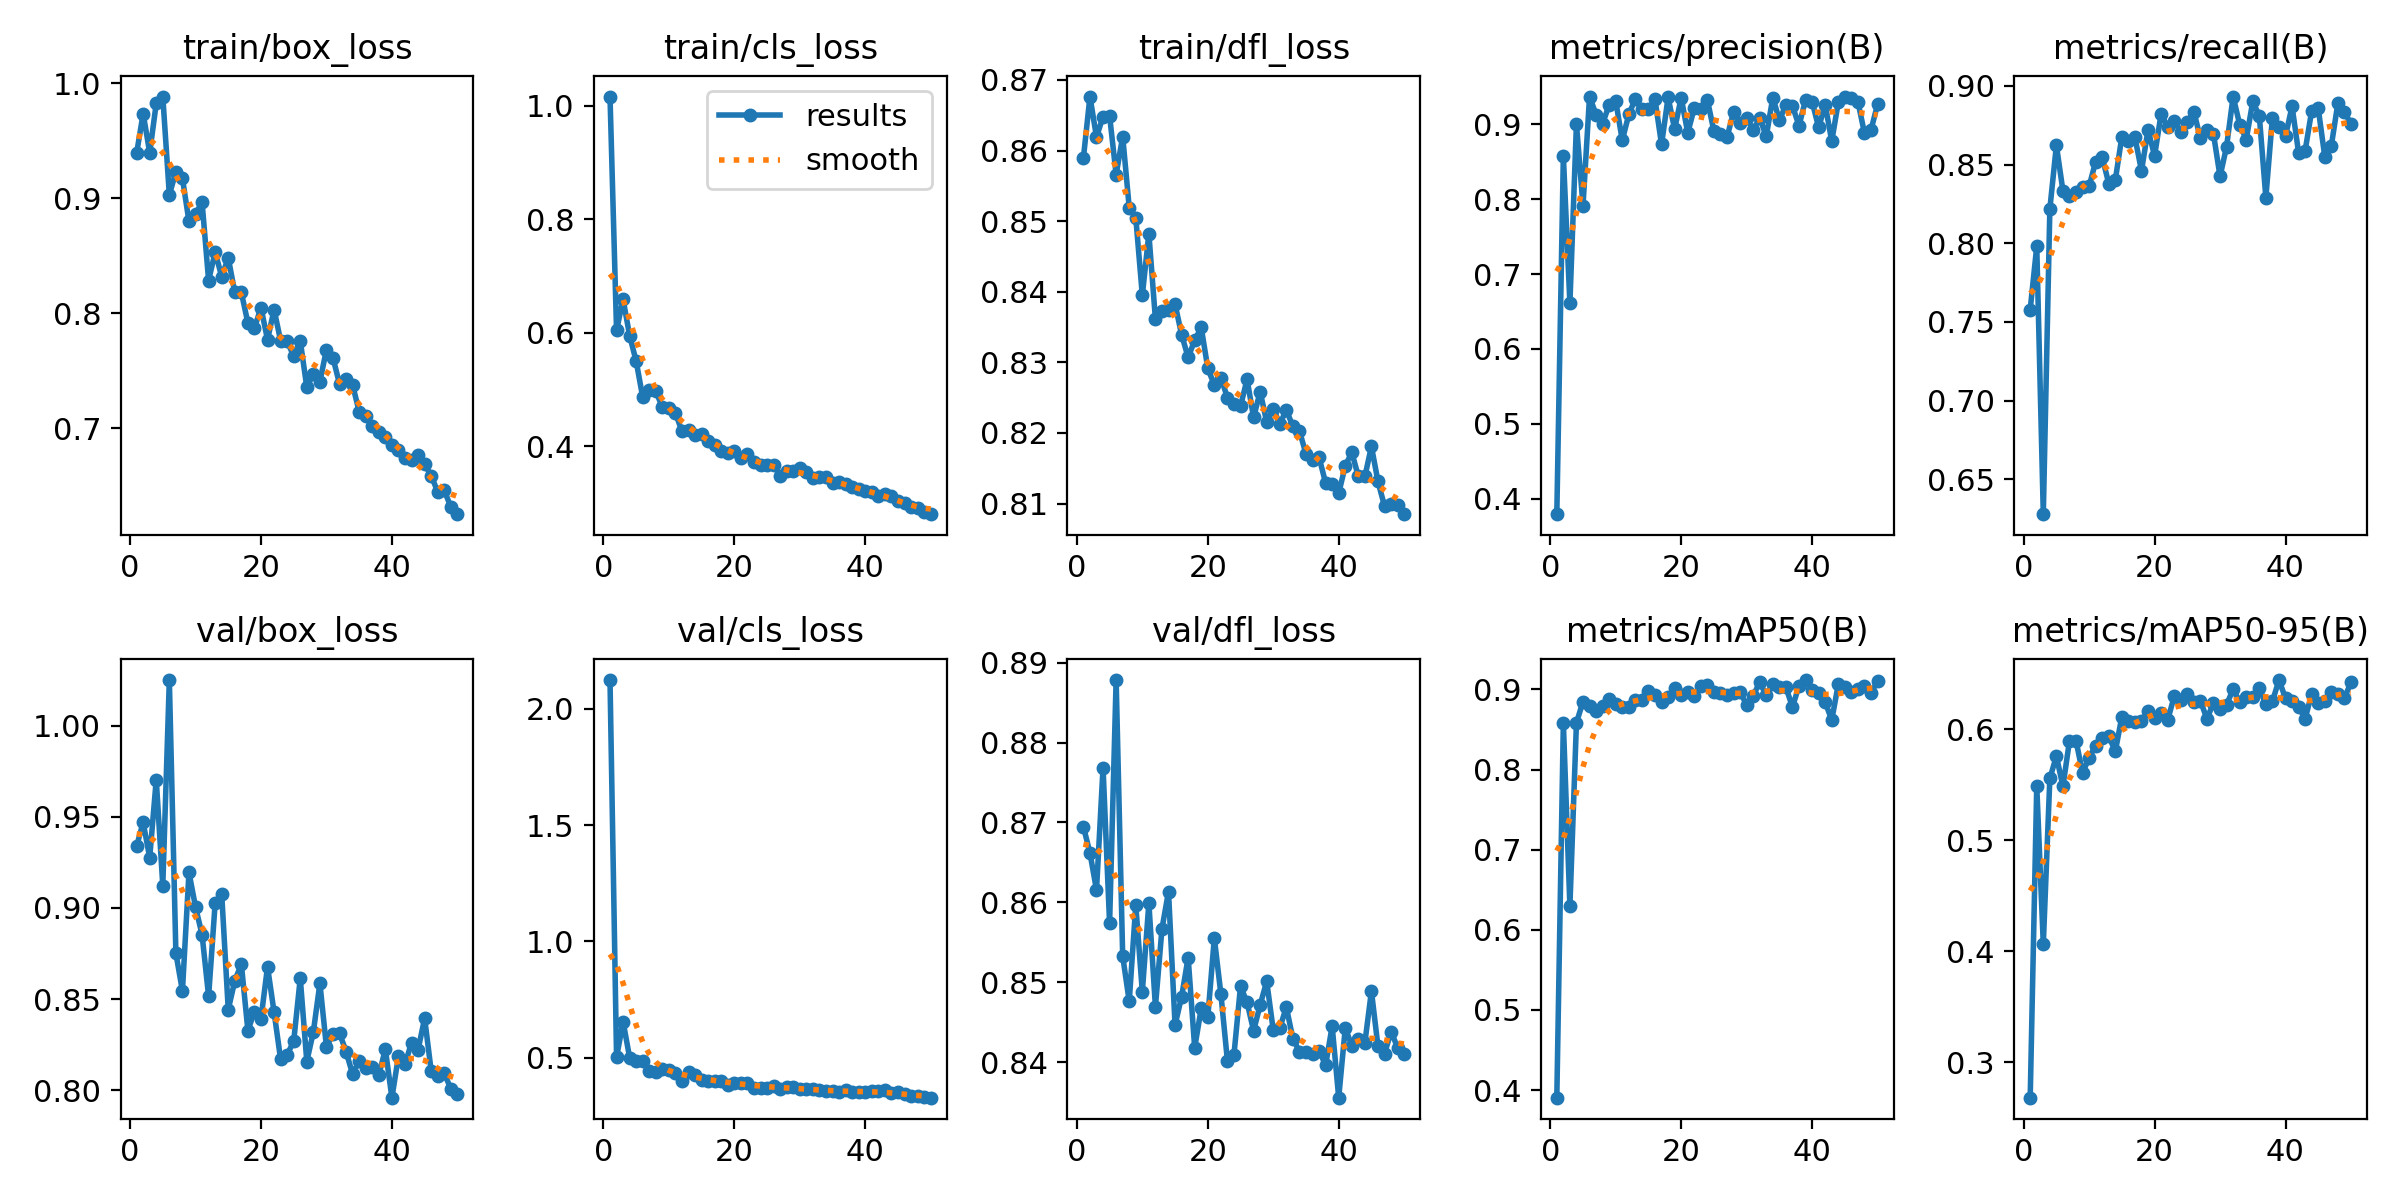 train/box_loss
1.0
0.9
0.8
0.7
0 20 40
train/cls_loss
results
smooth
1.0
0.8
0.6
0.4
0 20 40
train/dfl_loss
0.87
0.86
0.85
0.84
0.83
0.82
0.81
0 20 40
metrics/precision(B)
0.9
0.8
0.7
0.6
0.5
0.4
0 20 40
metrics/recall(B)
0.90
0.85
0.80
0.75
0.70
0.65
0 20 40
val/box_loss
1.00
0.95
0.90
0.85
0.80
0 20 40
val/cls_loss
2.0
1.5
1.0
0.5
0 20 40
val/dfl_loss
0.89
0.88
0.87
0.86
0.85
0.84
0 20 40
metrics/mAP50(B)
0.9
0.8
0.7
0.6
0.5
0.4
0 20 40
metrics/mAP50-95(B)
0.6
0.5
0.4
0.3
0 20 40